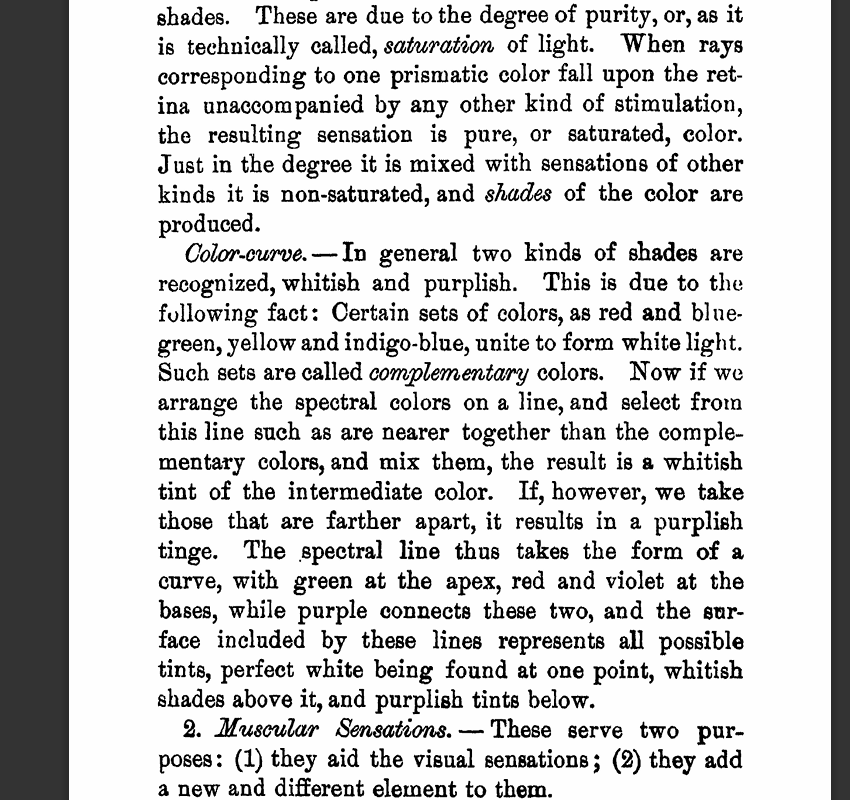 shades. These are due to the degree of purity, or, as it
is technically called, saturation of light. When rays
corresponding to one prismatic color fall upon the ret-
ina unaccompanied by any other kind of stimulation,
the resulting sensation is pure, or saturated, color.
Just in the degree it is mixed with sensations of other
kinds it is non-saturated, and shades of the color are
produced.
Color-curve. — In general two kinds of shades are
recognized, whitish and purplish. This is due to the
following fact: Certain sets of colors, as red and blue-
green, yellow and indigo-blue, unite to form white light.
Such sets are called complementary colors. Now if we
arrange the spectral colors on a line, and select from
this line such as are nearer together than the comple-
mentary colors, and mix them, the result is a whitish
tint of the intermediate color. If, however, we take
those that are farther apart, it results in a purplish
tinge. The spectral line thus takes the form of a
curve, with green at the apex, red and violet at the
bases, while purple connects these two, and the sur-
face included by these lines represents all possible
tints, perfect white being found at one point, whitish
shades above it, and purplish tints below.
2. Muscular Sensations. — These serve two pur-
poses: (1) they aid the visual sensations; (2) they add
a new and different element to them.